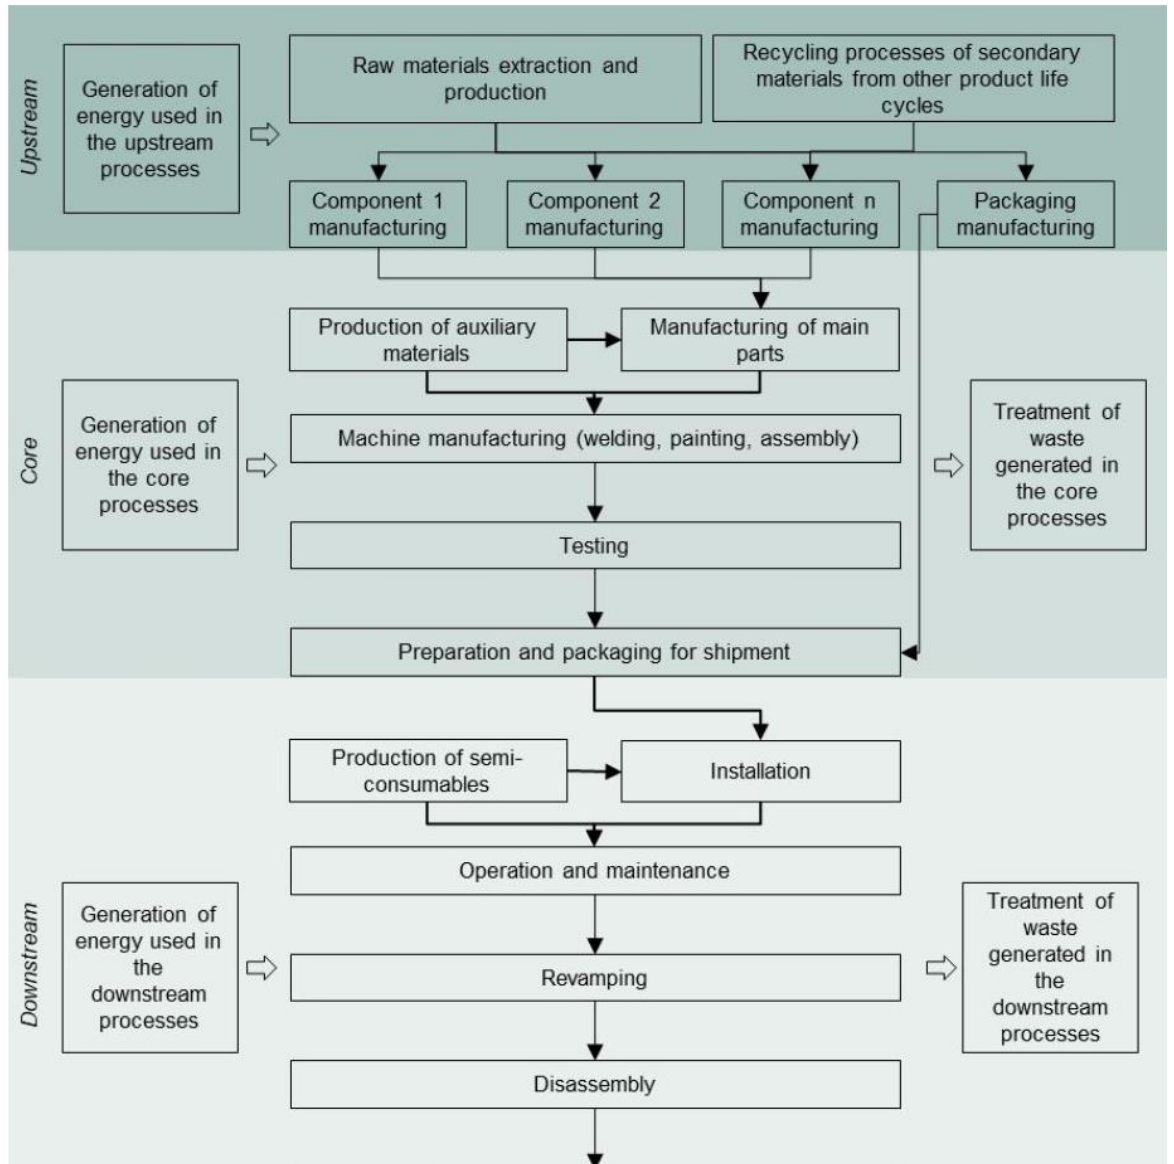 Upstream
Generation of
energy used in
the upstream
processes
Raw materials extraction and
production
Recycling processes of secondary
materials from other product life
cycles
Component 1
manufacturing
Component 2
manufacturing
Component n
manufacturing
Packaging
manufacturing
Core
Generation of
energy used in
the core
processes
Production of auxiliary
materials
Manufacturing of main
parts
Machine manufacturing (welding, painting, assembly)
Testing
Preparation and packaging for shipment
Treatment of
waste
generated in
the core
processes
Downstream
Generation of
energy used in
the
downstream
processes
Production of semi-
consumables
Installation
Operation and maintenance
Revamping
Disassembly
Treatment of
waste
generated in
the
downstream
processes